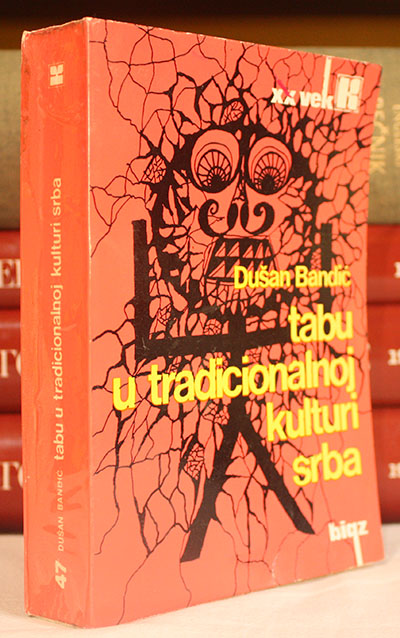 xx vek
Dušan Bandić
tabu
u tradicionalnoj
kulturi
srba
bigz
47 DUŠAN BANDIĆ tabu u tradicionalnoj kulturi srba